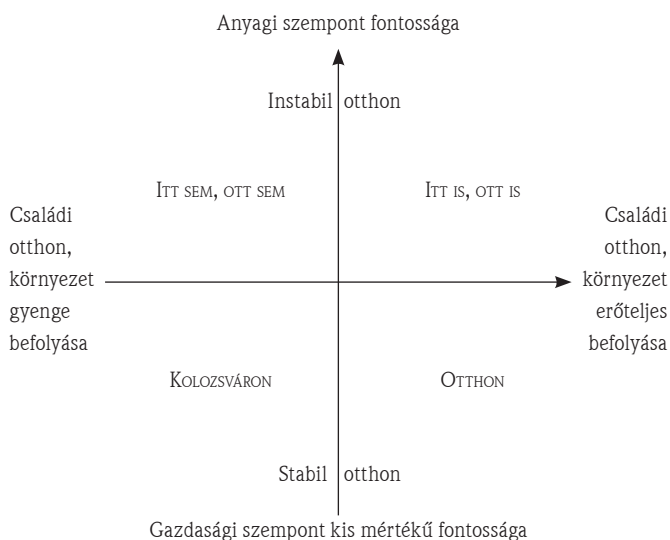 Anyagi szempont fontossága
Instabil otthon
ITT SEM, OTT SEM
ITT IS, OTT IS
Családi
otthon,
környezet
gyenge
befolyása
Családi
otthon,
környezet
erőteljes
befolyása
KOLOZSVÁRON
OTTHON
Stabil otthon
Gazdasági szempont kis mértékű fontossága